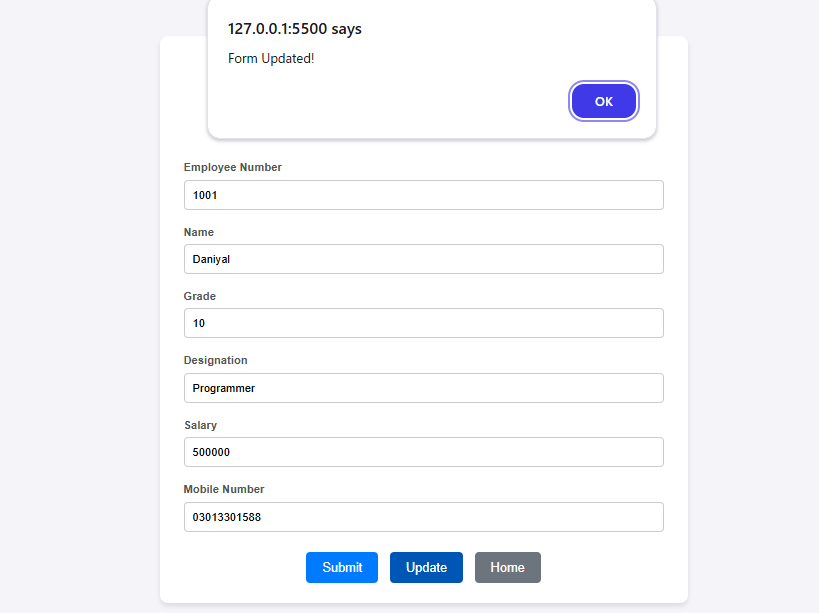 127.0.0.1:5500 says
Form Updated!
OK
Employee Number
1001
Name
Daniyal
Grade
10
Designation
Programmer
Salary
500000
Mobile Number
03013301588
Submit Update Home